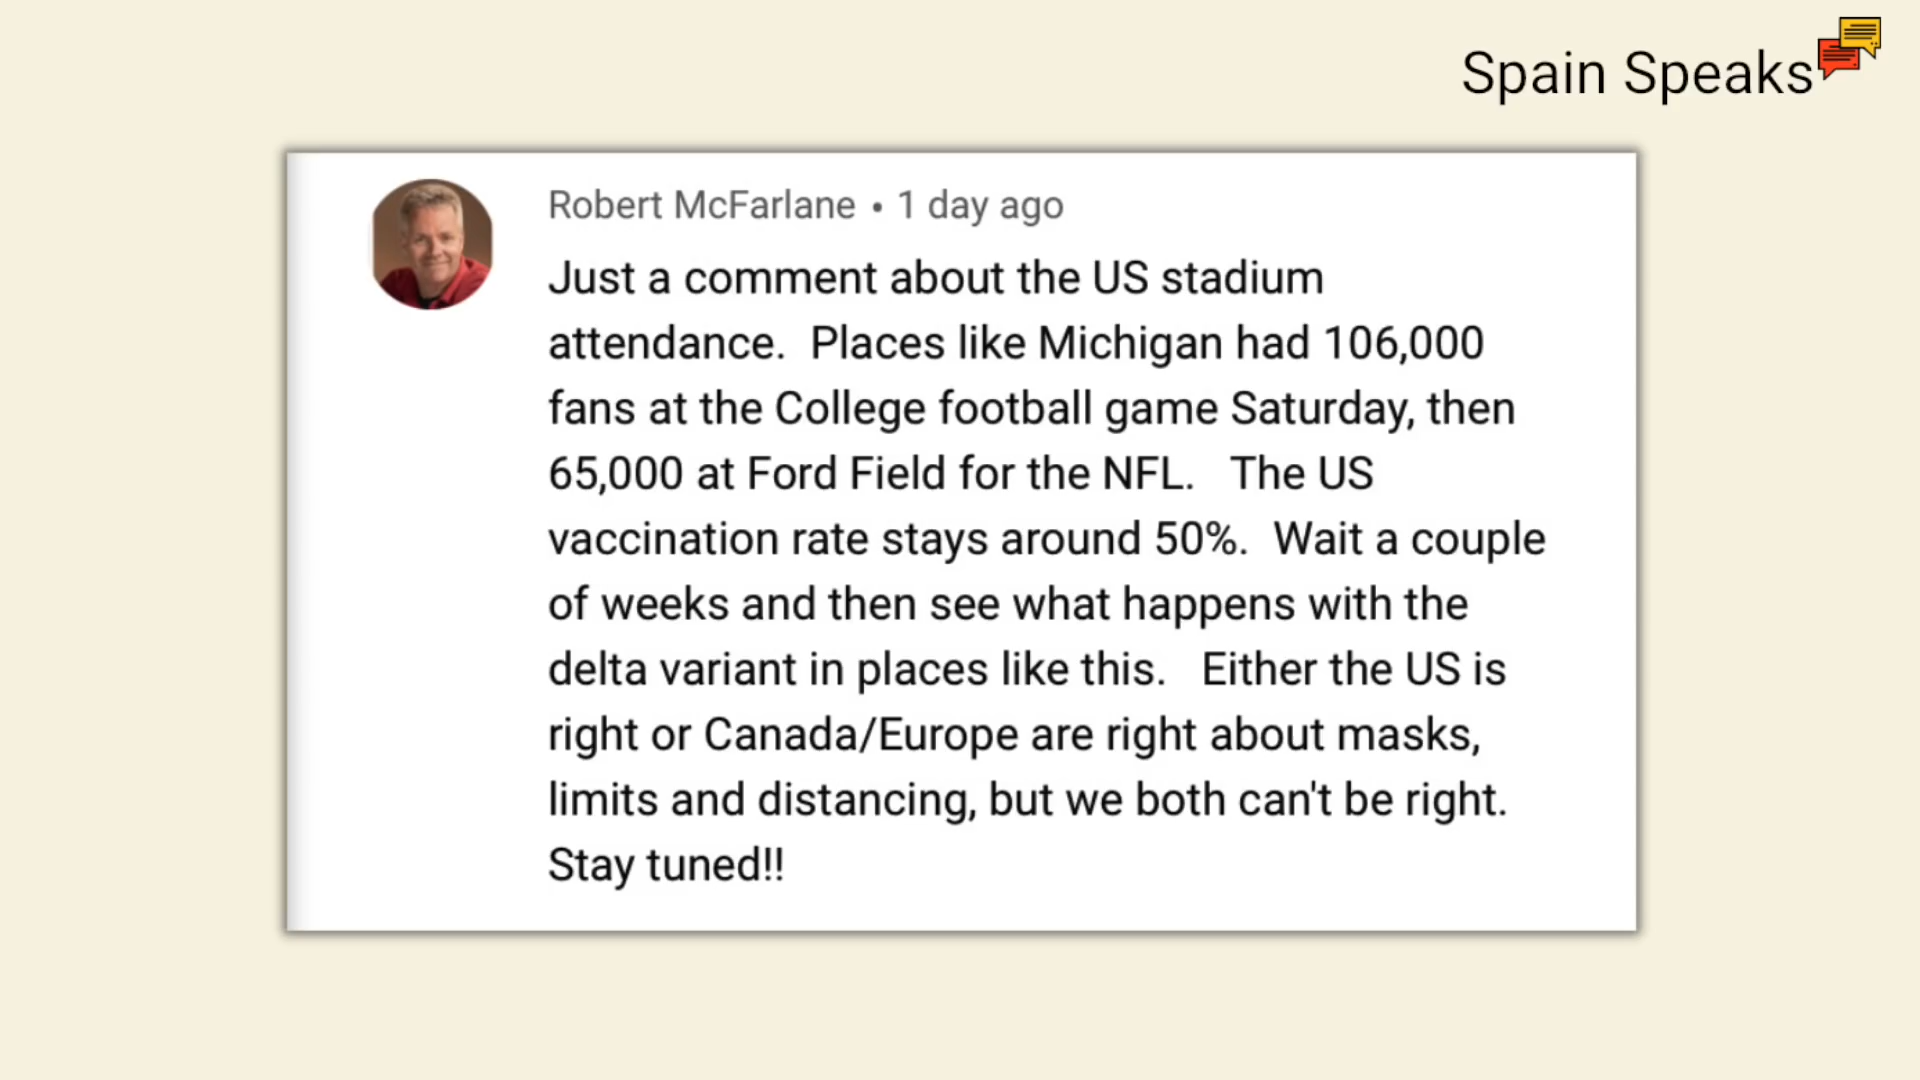 Spain Speaks
Robert McFarlane • 1 day ago
Just a comment about the US stadium
attendance.  Places like Michigan had 106,000
fans at the College football game Saturday, then
65,000 at Ford Field for the NFL.   The US
vaccination rate stays around 50%.  Wait a couple
of weeks and then see what happens with the
delta variant in places like this.   Either the US is
right or Canada/Europe are right about masks,
limits and distancing, but we both can't be right.
Stay tuned!!